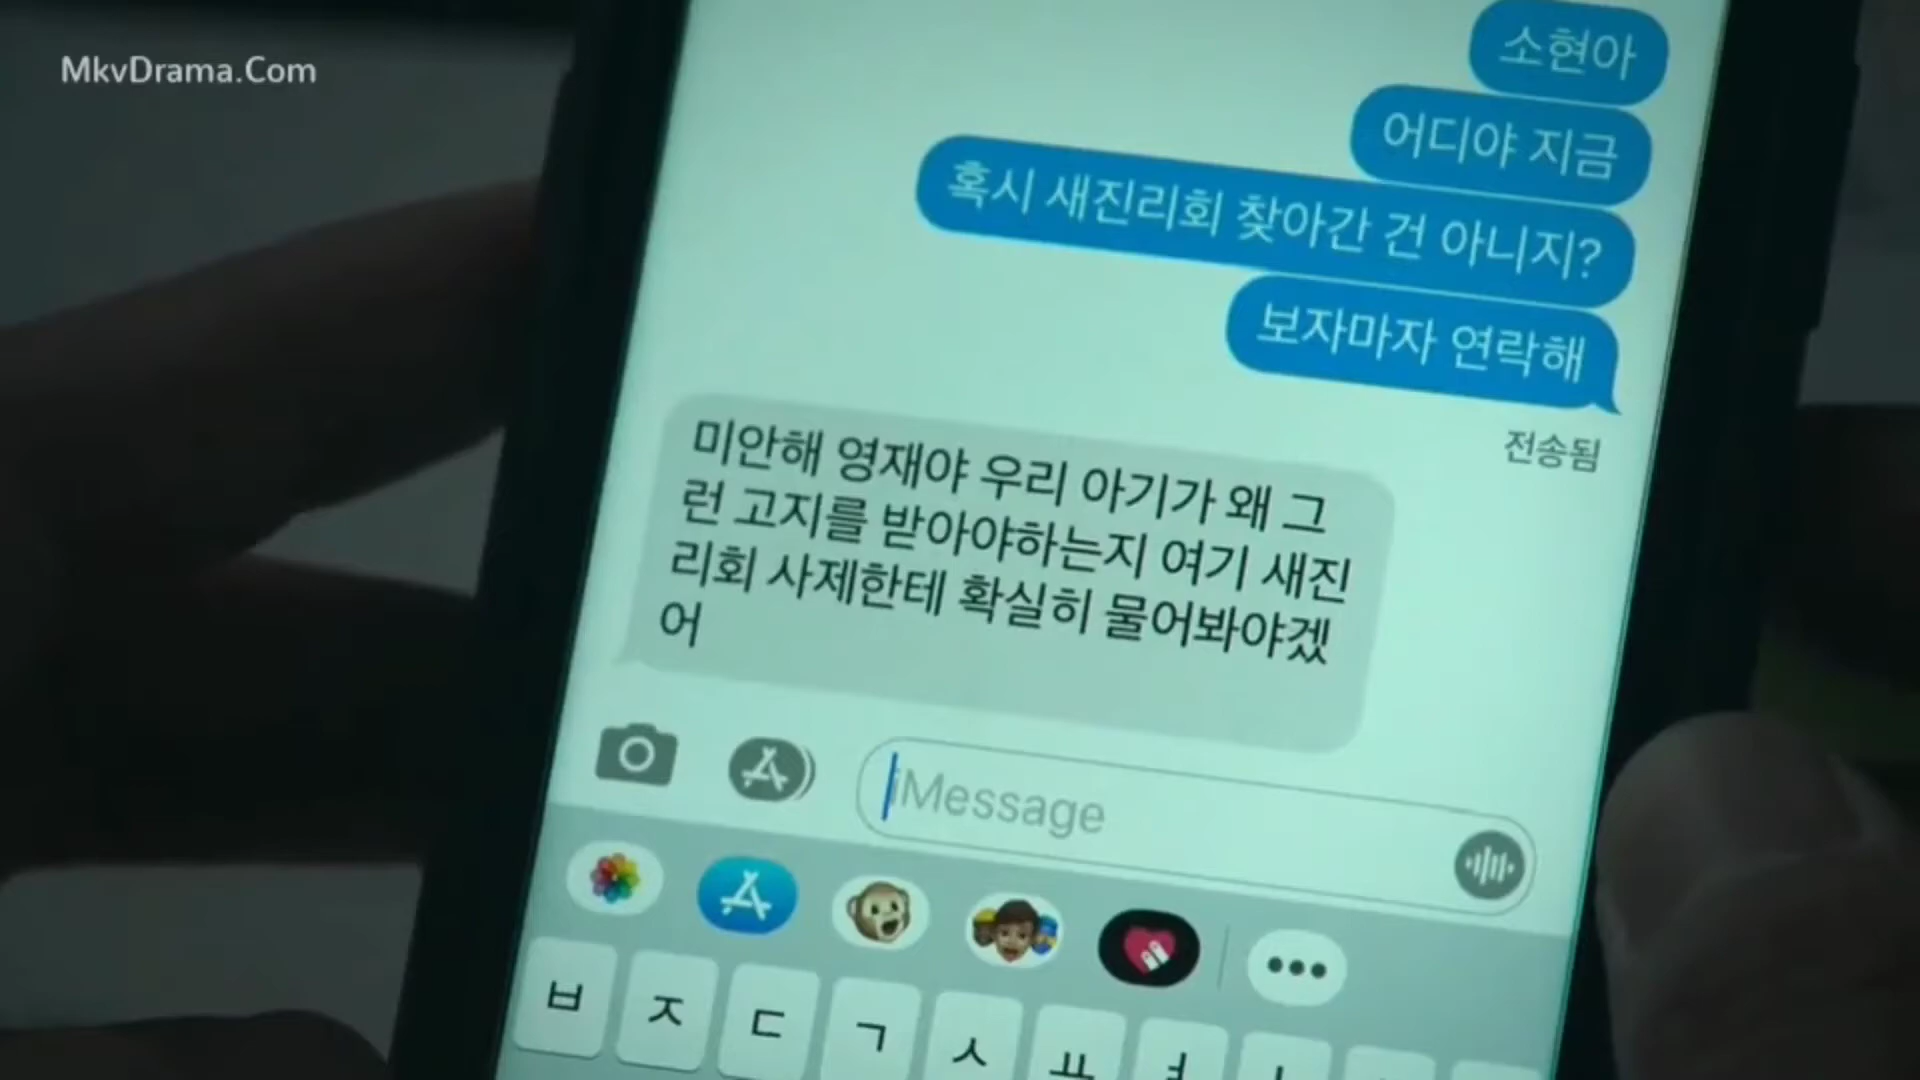 MkvDrama.Com
소현아
어디야 지금
혹시 새진리회 찾아간 건 아니지?
보자마자 연락해
전송됨
미안해 영재야 우리 아기가 왜 그
런 고지를 받아야하는지 여기 새진
리회 사제한테 확실히 물어봐야겠
어
iMessage
ㅂ ㅈ ㄷ ㄱ ㅅ ㅛ ㅕ